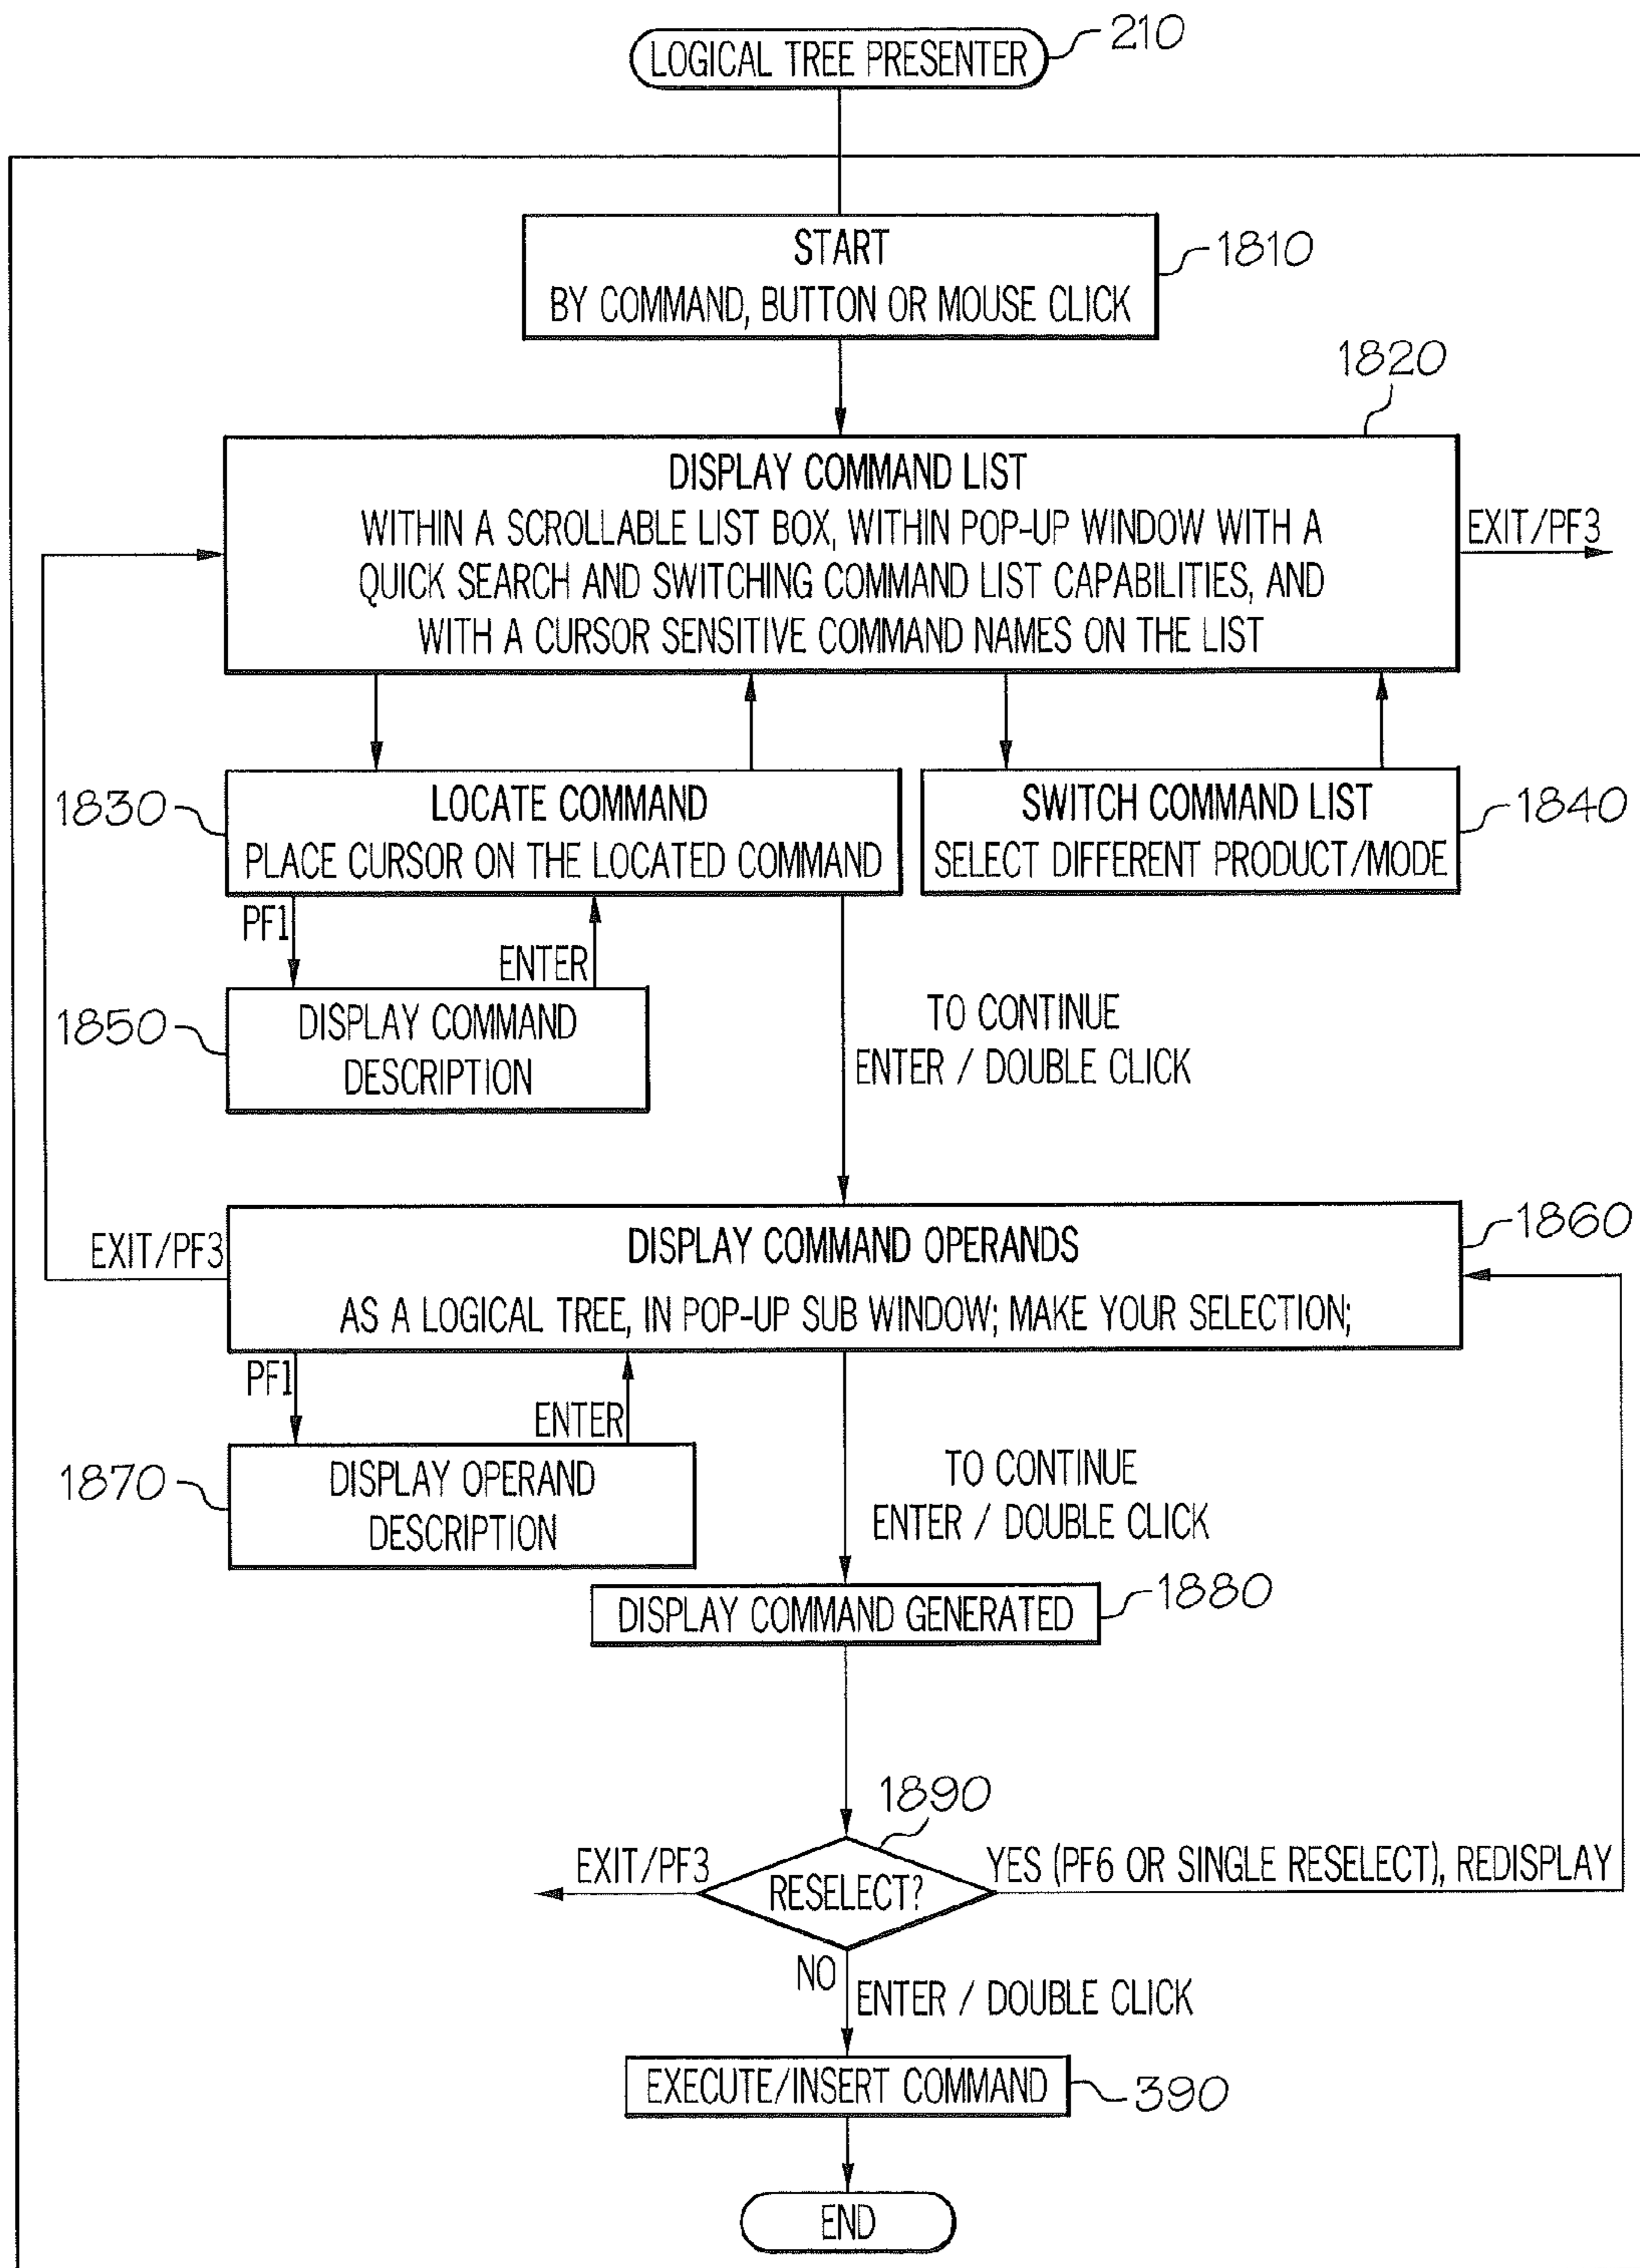 LOGICAL TREE PRESENTER
210
START
BY COMMAND, BUTTON OR MOUSE CLICK
1810
1820
DISPLAY COMMAND LIST
WITHIN A SCROLLABLE LIST BOX, WITHIN POP-UP WINDOW WITH A
QUICK SEARCH AND SWITCHING COMMAND LIST CAPABILITIES, AND
WITH A CURSOR SENSITIVE COMMAND NAMES ON THE LIST
EXIT/PF3
1830
LOCATE COMMAND
PLACE CURSOR ON THE LOCATED COMMAND
SWITCH COMMAND LIST
SELECT DIFFERENT PRODUCT/MODE
1840
PF1
ENTER
1850
DISPLAY COMMAND
DESCRIPTION
TO CONTINUE
ENTER / DOUBLE CLICK
EXIT/PF3
DISPLAY COMMAND OPERANDS
AS A LOGICAL TREE, IN POP-UP SUB WINDOW; MAKE YOUR SELECTION;
1860
PF1
ENTER
1870
DISPLAY OPERAND
DESCRIPTION
TO CONTINUE
ENTER / DOUBLE CLICK
DISPLAY COMMAND GENERATED
1880
1890
EXIT/PF3
RESELECT?
YES (PF6 OR SINGLE RESELECT), REDISPLAY
NO
ENTER / DOUBLE CLICK
EXECUTE/INSERT COMMAND
390
END